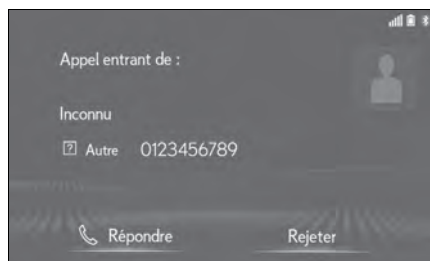 Appel entrant de :
Inconnu
? Autre 0123456789
Répondre Rejeter